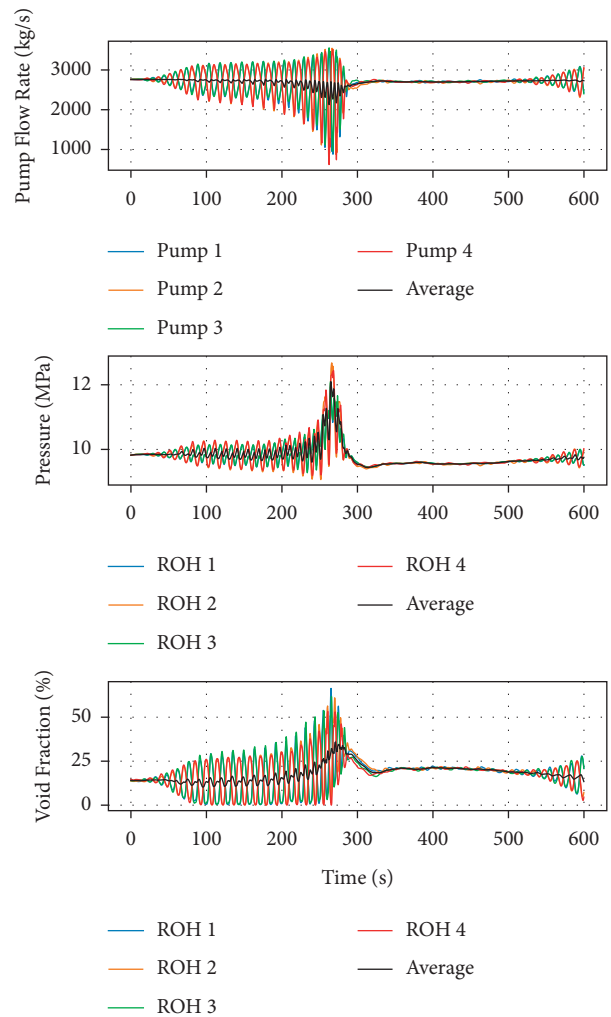 Pump Flow Rate (kg/s)
3000
2000
1000
0 100 200 300 400 500 600
Pump 1 Pump 4
Pump 2 Average
Pump 3
Pressure (MPa)
12
10
0 100 200 300 400 500 600
ROH 1 ROH 4
ROH 2 Average
ROH 3
Void Fraction (%)
50
25
0
0 100 200 300 400 500 600
Time (s)
ROH 1 ROH 4
ROH 2 Average
ROH 3